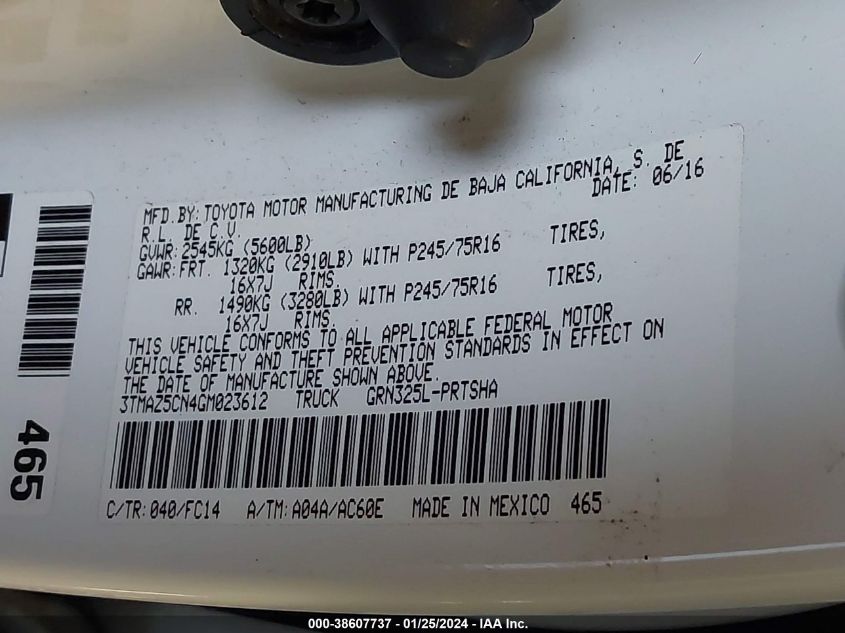 MFD.BY: TOYOTA MOTOR MANUFACTURING DE BAJA CALIFORNIA, S. DE
R.L. DE C.V. DATE: 06/16
GVWR: 2545KG (5600LB)
GAWR: FRT. 1320KG (2910LB) WITH P245/75R16 TIRES,
16X7J RIMS.
RR. 1490KG (3280LB) WITH P245/75R16 TIRES,
16X7J RIMS.
THIS VEHICLE CONFORMS TO ALL APPLICABLE FEDERAL MOTOR
VEHICLE SAFETY AND THEFT PREVENTION STANDARDS IN EFFECT ON
THE DATE OF MANUFACTURE SHOWN ABOVE.
3TMAZ5CN4GM023612 TRUCK GRN325L-PRTSHA
C/TR: 040/FC14 A/TM: A04A/AC60E MADE IN MEXICO 465
465
000-38607737 - 01/25/2024 - IAA Inc.